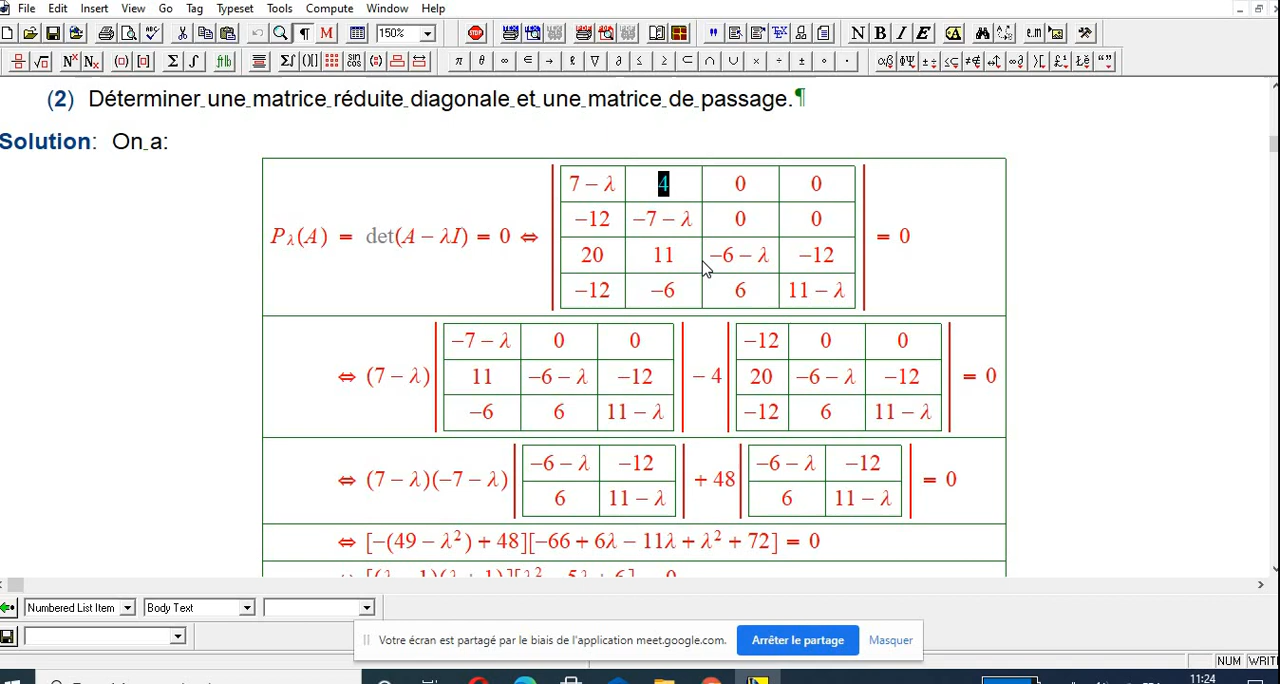 File Edit Insert View Go Tag Typeset Tools Compute Window Help
150%
(2) Déterminer une matrice réduite diagonale et une matrice de passage.¶
Solution: On a:
P_λ(A) = det(A − λI) = 0 ⇔ | 7 − λ 4 0 0 | = 0
−12 −7 − λ 0 0
20 11 −6 − λ −12
−12 −6 6 11 − λ
⇔ (7 − λ) | −7 − λ 0 0 | − 4 | −12 0 0 | = 0
11 −6 − λ −12 20 −6 − λ −12
−6 6 11 − λ −12 6 11 − λ
⇔ (7 − λ)(−7 − λ) | −6 − λ −12 | + 48 | −6 − λ −12 | = 0
6 11 − λ 6 11 − λ
⇔ [−(49 − λ²) + 48][−66 + 6λ − 11λ + λ² + 72] = 0
Numbered List Item Body Text
Votre écran est partagé par le biais de l'application meet.google.com. Arrêter le partage Masquer
NUM WRIT
11:24